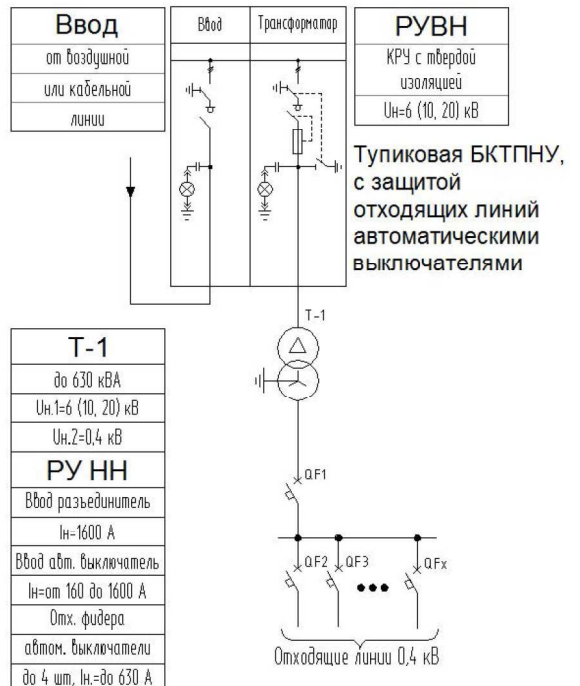 Ввод
от воздушной
или кабельной
линии
Ввод
Трансформатор
РУВН
КРУ с твердой
изоляцией
Uн=6 (10, 20) кВ
Тупиковая БКТПНУ,
с защитой
отходящих линий
автоматическими
выключателями
Т-1
Т-1
до 630 кВА
Uн.1=6 (10, 20) кВ
Uн.2=0,4 кВ
РУ НН
Ввод разъединитель
Iн=1600 А
Ввод авт. выключатель
Iн=от 160 до 1600 А
Отх. фидера
автом. выключатели
до 4 шт, Iн.=до 630 А
QF1
QF2
QF3
QFx
Отходящие линии 0,4 кВ